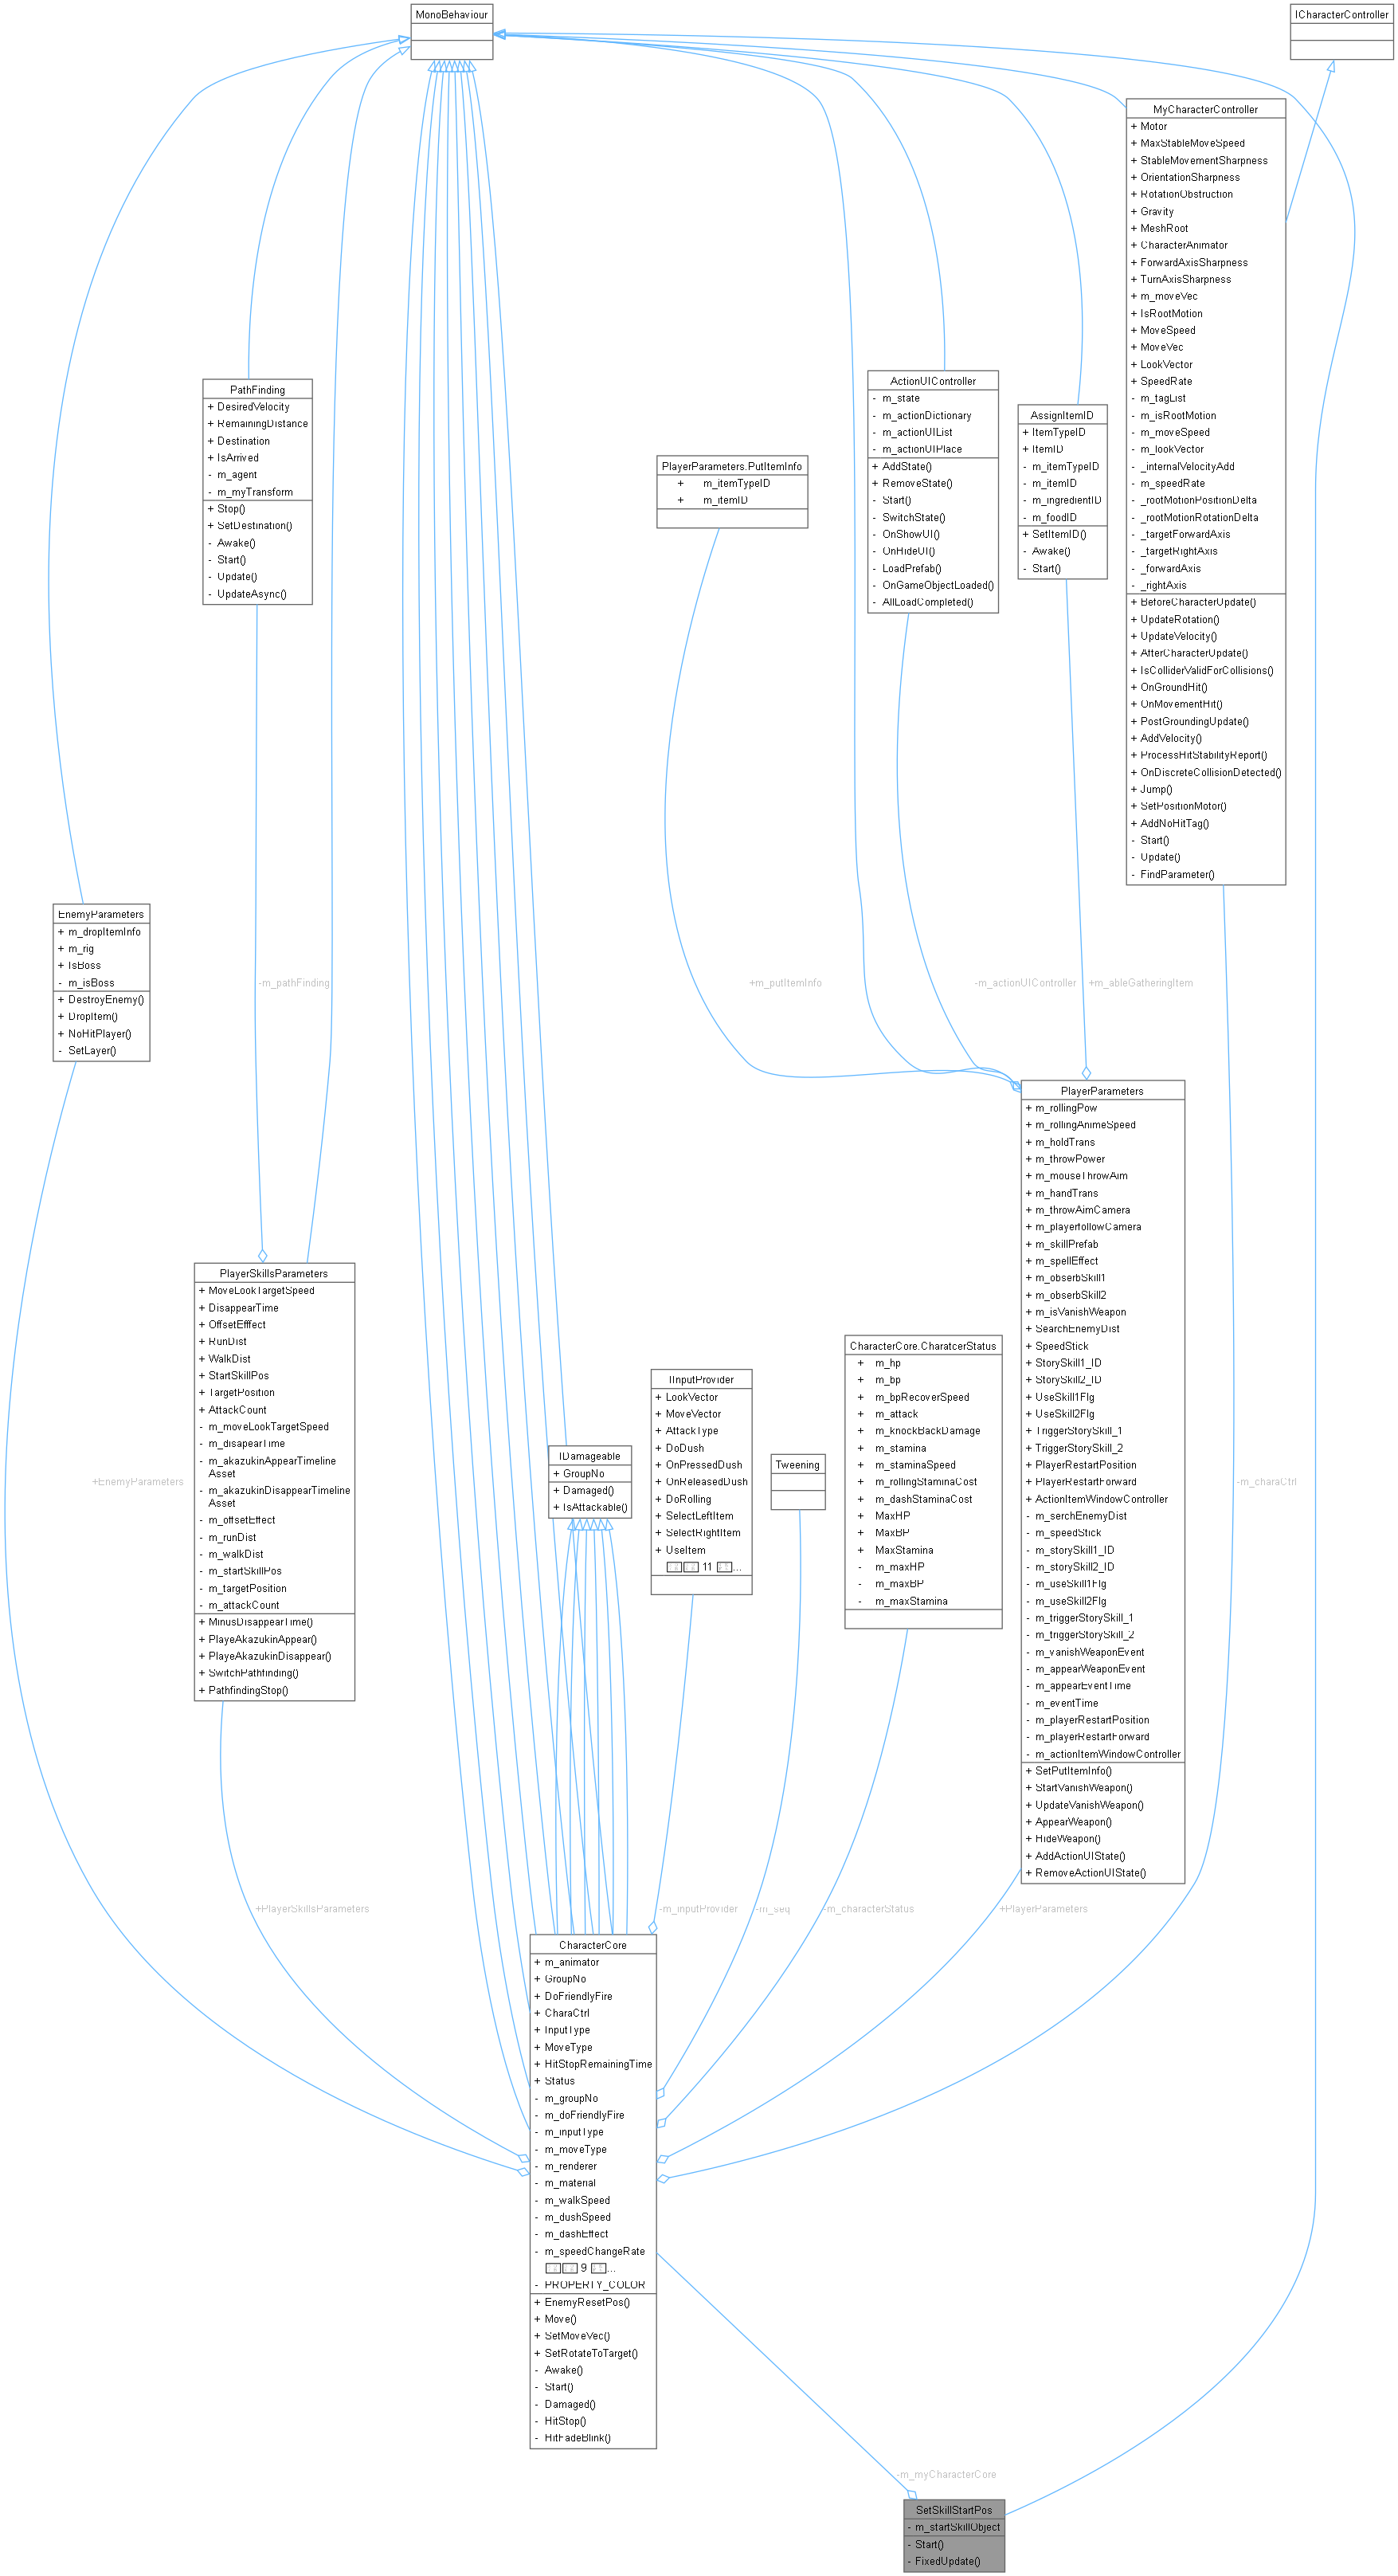 MonoBehaviour
ICharacterController
MyCharacterController
+ Motor
+ MaxStableMoveSpeed
+ StableMovementSharpness
+ OrientationSharpness
+ RotationObstruction
+ Gravity
+ MeshRoot
+ CharacterAnimator
+ ForwardAxisSharpness
+ TurnAxisSharpness
+ m_moveVec
+ IsRootMotion
+ MoveSpeed
+ MoveVec
+ LookVector
+ SpeedRate
- m_tagList
- m_isRootMotion
- m_moveSpeed
- m_lookVector
- _internalVelocityAdd
- m_speedRate
- _rootMotionPositionDelta
- _rootMotionRotationDelta
- _targetForwardAxis
- _targetRightAxis
- _forwardAxis
- _rightAxis
+ BeforeCharacterUpdate()
+ UpdateRotation()
+ UpdateVelocity()
+ AfterCharacterUpdate()
+ IsColliderValidForCollisions()
+ OnGroundHit()
+ OnMovementHit()
+ PostGroundingUpdate()
+ AddVelocity()
+ ProcessHitStabilityReport()
+ OnDiscreteCollisionDetected()
+ Jump()
+ SetPositionMotor()
+ AddNoHitTag()
- Start()
- Update()
- FindParameter()
PathFinding
+ DesiredVelocity
+ RemainingDistance
+ Destination
+ IsArrived
- m_agent
- m_myTransform
+ Stop()
+ SetDestination()
- Awake()
- Start()
- Update()
- UpdateAsync()
ActionUIController
- m_state
- m_actionDictionary
- m_actionUIList
- m_actionUIPlace
+ AddState()
+ RemoveState()
- Start()
- SwitchState()
- OnShowUI()
- OnHideUI()
- LoadPrefab()
- OnGameObjectLoaded()
- AllLoadCompleted()
AssignItemID
+ ItemTypeID
+ ItemID
- m_itemTypeID
- m_itemID
- m_ingredientID
- m_foodID
+ SetItemID()
- Awake()
- Start()
PlayerParameters.PutItemInfo
+ m_itemTypeID
+ m_itemID
EnemyParameters
+ m_dropItemInfo
+ m_rig
+ IsBoss
- m_isBoss
+ DestroyEnemy()
+ DropItem()
+ NoHitPlayer()
- SetLayer()
-m_pathFinding
+m_putItemInfo
-m_actionUIController
+m_ableGatheringItem
PlayerParameters
+ m_rollingPow
+ m_rollingAnimeSpeed
+ m_holdTrans
+ m_throwPower
+ m_mouseThrowAim
+ m_handTrans
+ m_throwAimCamera
+ m_playerfollowCamera
+ m_skillPrefab
+ m_spellEffect
+ m_obserbSkill1
+ m_obserbSkill2
+ m_isVanishWeapon
+ SearchEnemyDist
+ SpeedStick
+ StorySkill1_ID
+ StorySkill2_ID
+ UseSkill1Flg
+ UseSkill2Flg
+ TriggerStorySkill_1
+ TriggerStorySkill_2
+ PlayerRestartPosition
+ PlayerRestartForward
+ ActionItemWindowController
- m_serchEnemyDist
- m_speedStick
- m_storySkill1_ID
- m_storySkill2_ID
- m_useSkill1Flg
- m_useSkill2Flg
- m_triggerStorySkill_1
- m_triggerStorySkill_2
- m_vanishWeaponEvent
- m_appearWeaponEvent
- m_appearEventTime
- m_eventTime
- m_playerRestartPosition
- m_playerRestartForward
- m_actionItemWindowController
+ SetPutItemInfo()
+ StartVanishWeapon()
+ UpdateVanishWeapon()
+ AppearWeapon()
+ HideWeapon()
+ AddActionUIState()
+ RemoveActionUIState()
PlayerSkillsParameters
+ MoveLookTargetSpeed
+ DisappearTime
+ OffsetEfffect
+ RunDist
+ WalkDist
+ StartSkillPos
+ TargetPosition
+ AttackCount
- m_moveLookTargetSpeed
- m_disapearTime
- m_akazukinAppearTimeline
Asset
- m_akazukinDisappearTimeline
Asset
- m_offsetEffect
- m_runDist
- m_walkDist
- m_startSkillPos
- m_targetPosition
- m_attackCount
+ MinusDisappearTime()
+ PlayeAkazukinAppear()
+ PlayeAkazukinDisappear()
+ SwitchPathfinding()
+ PathfindingStop()
CharacterCore.CharatcerStatus
+ m_hp
+ m_bp
+ m_bpRecoverSpeed
+ m_attack
+ m_knockBackDamage
+ m_stamina
+ m_staminaSpeed
+ m_rollingStaminaCost
+ m_dashStaminaCost
+ MaxHP
+ MaxBP
+ MaxStamina
- m_maxHP
- m_maxBP
- m_maxStamina
IInputProvider
+ LookVector
+ MoveVector
+ AttackType
+ DoDush
+ OnPressedDush
+ OnReleasedDush
+ DoRolling
+ SelectLeftItem
+ SelectRightItem
+ UseItem
11 ...
IDamageable
+ GroupNo
+ Damaged()
+ IsAttackable()
Tweening
+EnemyParameters
-m_charaCtrl
+PlayerSkillsParameters
-m_inputProvider
-m_seq
-m_characterStatus
+PlayerParameters
CharacterCore
+ m_animator
+ GroupNo
+ DoFriendlyFire
+ CharaCtrl
+ InputType
+ MoveType
+ HitStopRemainingTime
+ Status
- m_groupNo
- m_doFriendlyFire
- m_inputType
- m_moveType
- m_renderer
- m_material
- m_walkSpeed
- m_dushSpeed
- m_dashEffect
- m_speedChangeRate
9 ...
- PROPERTY_COLOR
+ EnemyResetPos()
+ Move()
+ SetMoveVec()
+ SetRotateToTarget()
- Awake()
- Start()
- Damaged()
- HitStop()
- HitFadeBlink()
-m_myCharacterCore
SetSkillStartPos
- m_startSkillObject
- Start()
- FixedUpdate()